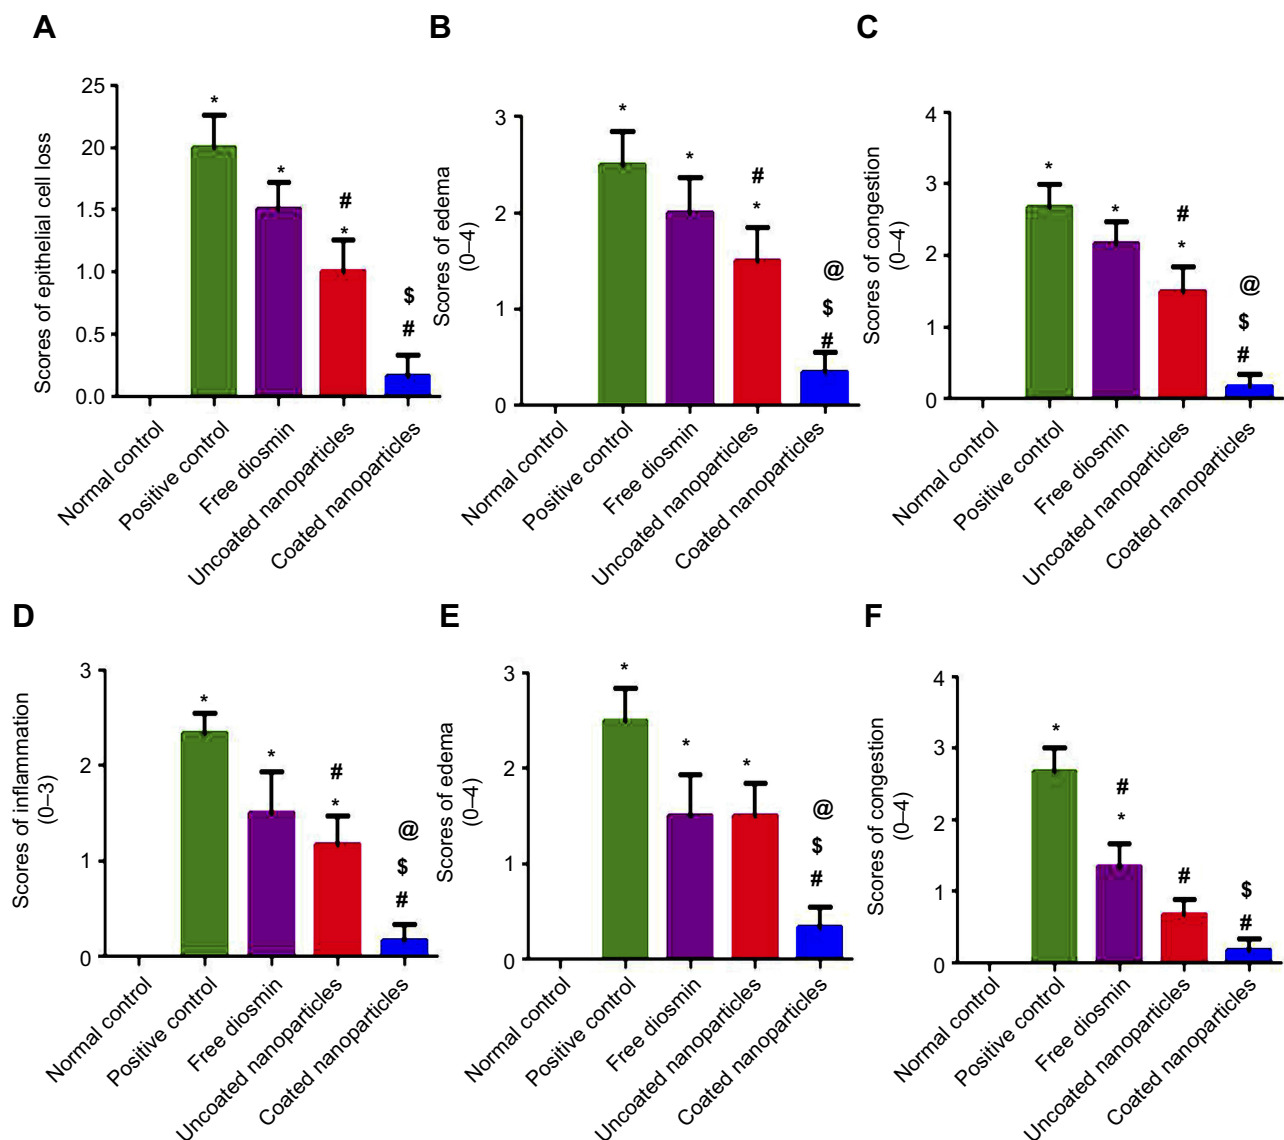 A
Scores of epithelial cell loss
25
20
1.5
1.0
0.5
0.0
*
*
#
*
$
#
Normal control
Positive control
Free diosmin
Uncoated nanoparticles
Coated nanoparticles
B
Scores of edema
(0–4)
3
2
1
0
*
*
#
*
@
$
#
Normal control
Positive control
Free diosmin
Uncoated nanoparticles
Coated nanoparticles
C
Scores of congestion
(0–4)
4
3
2
1
0
*
*
#
*
@
$
#
Normal control
Positive control
Free diosmin
Uncoated nanoparticles
Coated nanoparticles
D
Scores of inflammation
(0–3)
3
2
1
0
*
*
#
*
@
$
#
Normal control
Positive control
Free diosmin
Uncoated nanoparticles
Coated nanoparticles
E
Scores of edema
(0–4)
3
2
1
0
*
*
*
@
$
#
Normal control
Positive control
Free diosmin
Uncoated nanoparticles
Coated nanoparticles
F
Scores of congestion
(0–4)
4
3
2
1
0
*
#
*
#
$
#
Normal control
Positive control
Free diosmin
Uncoated nanoparticles
Coated nanoparticles